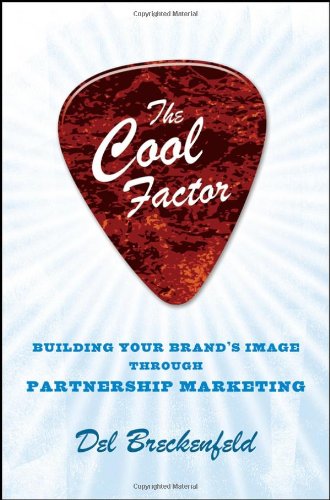 Copyrighted Material
The
Cool
Factor
BUILDING YOUR BRAND'S IMAGE
THROUGH
PARTNERSHIP MARKETING
Del Breckenfeld
Copyrighted Material